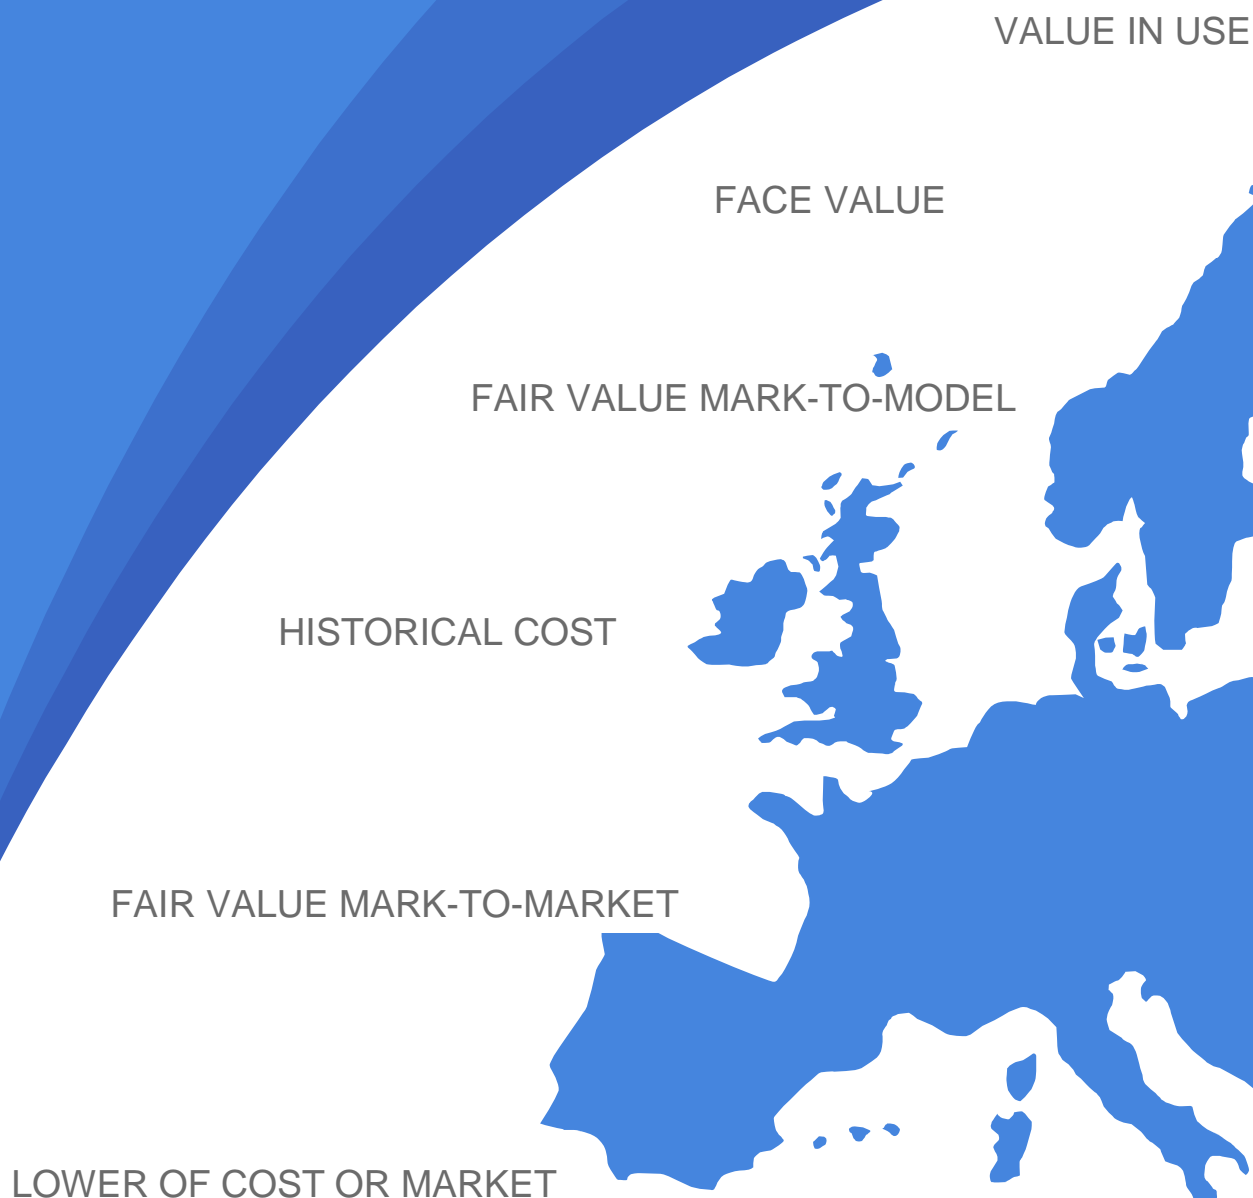 VALUE IN USE
FACE VALUE
FAIR VALUE MARK-TO-MODEL
HISTORICAL COST
FAIR VALUE MARK-TO-MARKET
LOWER OF COST OR MARKET